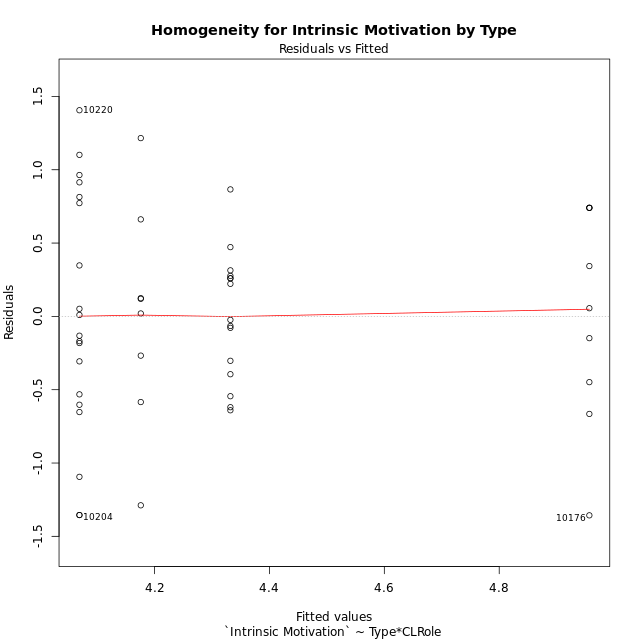 Homogeneity for Intrinsic Motivation by Type
Residuals vs Fitted
1.5
1.0
0.5
0.0
-0.5
-1.0
-1.5
Residuals
10220
10204
10176
4.2 4.4 4.6 4.8
Fitted values
`Intrinsic Motivation` ~ Type*CLRole